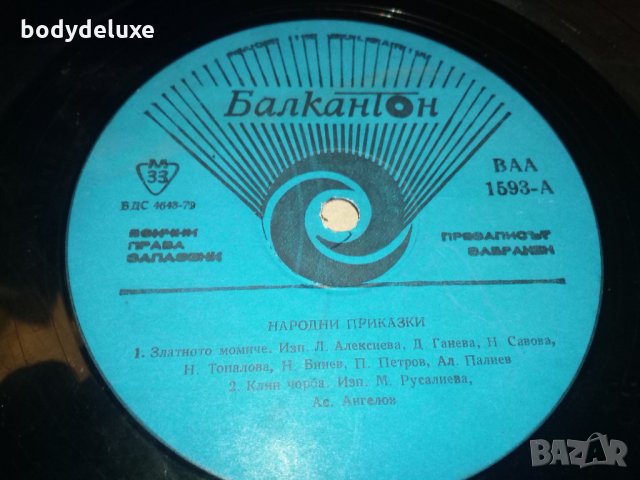 bodydeluxe
Балкантон
М
33
БДС 4643-79
ВАА
1593-А
ВСИЧКИ
ПРАВА
ЗАПАЗЕНИ
ПРЕЗАПИСЪТ
ЗАБРАНЕН
НАРОДНИ ПРИКАЗКИ
1. Златното момиче. Изп. Л. Алексиева, Д. Ганева, Н. Савова,
Н. Топалова, Н. Бинев, П. Петров, Ал. Палиев
2. Клин чорба. Изп. М. Русалиева,
Ас. Ангелов
BAZAR